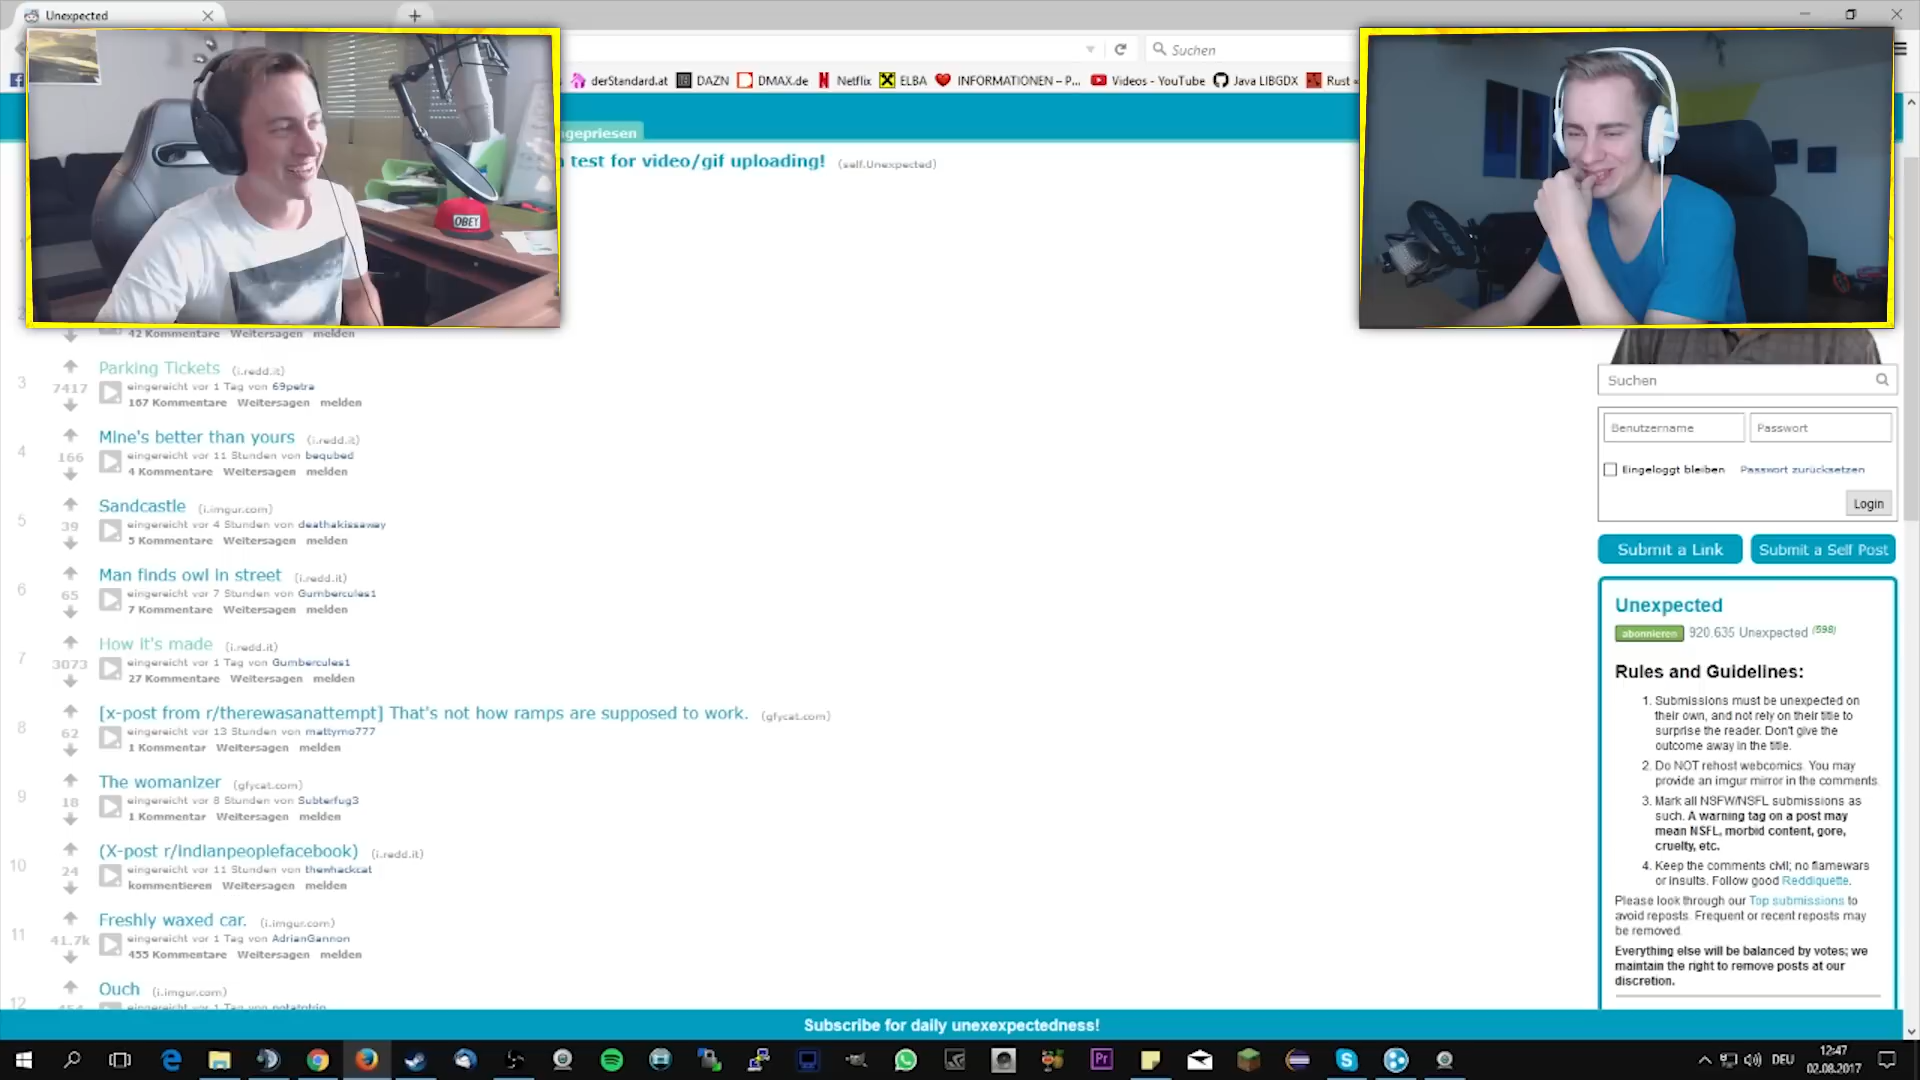 Unexpected
Suchen
derStandard.at DAZN DMAX.de Netflix ELBA INFORMATIONEN – P... Videos - YouTube Java LIBGDX Rust
ngepriesen
test for video/gif uploading! (self.Unexpected)
OBEY
RODE
42 Kommentare Weitersagen melden
3
7417
Parking Tickets (i.redd.it)
eingereicht vor 1 Tag von 69petra
167 Kommentare Weitersagen melden
4
166
Mine's better than yours (i.redd.it)
eingereicht vor 11 Stunden von bequbed
4 Kommentare Weitersagen melden
5
39
Sandcastle (i.imgur.com)
eingereicht vor 4 Stunden von deathakissaway
5 Kommentare Weitersagen melden
6
65
Man finds owl in street (i.redd.it)
eingereicht vor 7 Stunden von Gumbercules1
7 Kommentare Weitersagen melden
7
3073
How it's made (i.redd.it)
eingereicht vor 1 Tag von Gumbercules1
27 Kommentare Weitersagen melden
8
62
[x-post from r/therewasanattempt] That's not how ramps are supposed to work. (gfycat.com)
eingereicht vor 13 Stunden von mattymo777
1 Kommentar Weitersagen melden
9
18
The womanizer (gfycat.com)
eingereicht vor 8 Stunden von Subterfug3
1 Kommentar Weitersagen melden
10
24
(X-post r/indianpeoplefacebook) (i.redd.it)
eingereicht vor 11 Stunden von thewhackcat
kommentieren Weitersagen melden
11
41.7k
Freshly waxed car. (i.imgur.com)
eingereicht vor 1 Tag von AdrianGannon
455 Kommentare Weitersagen melden
12
Ouch (i.imgur.com)
eingereicht vor 1 Tag von
Suchen
Benutzername Passwort
Eingeloggt bleiben Passwort zurücksetzen
Login
Submit a Link Submit a Self Post
Unexpected
abonnieren 920.635 Unexpected (598)
Rules and Guidelines:
1. Submissions must be unexpected on
their own, and not rely on their title to
surprise the reader. Don't give the
outcome away in the title.
2. Do NOT rehost webcomics. You may
provide an imgur mirror in the comments.
3. Mark all NSFW/NSFL submissions as
such. A warning tag on a post may
mean NSFL, morbid content, gore,
cruelty, etc.
4. Keep the comments civil; no flamewars
or insults. Follow good Reddiquette.
Please look through our Top submissions to
avoid reposts. Frequent or recent reposts may
be removed.
Everything else will be balanced by votes; we
maintain the right to remove posts at our
discretion.
Subscribe for daily unexexpectedness!
DEU
12:47
02.08.2017